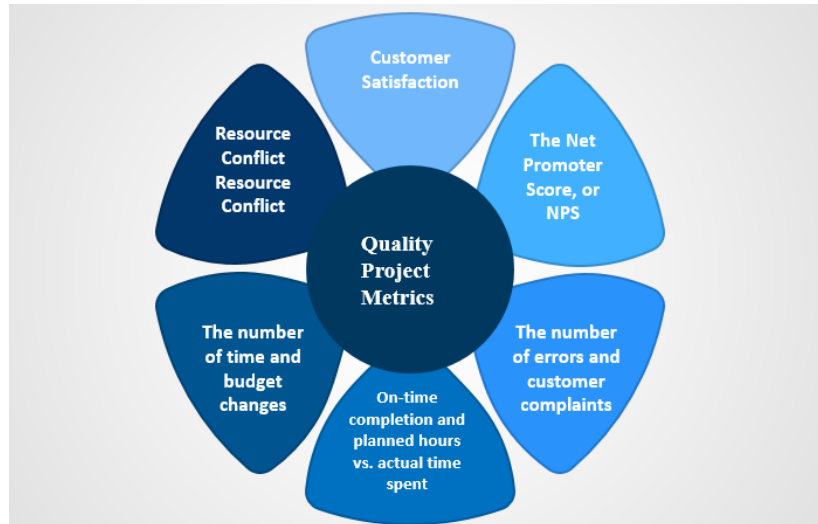 Customer
Satisfaction
The Net
Promoter
Score, or
NPS
The number
of errors and
customer
complaints
On-time
completion and
planned hours
vs. actual time
spent
The number
of time and
budget
changes
Resource
Conflict
Resource
Conflict
Quality
Project
Metrics